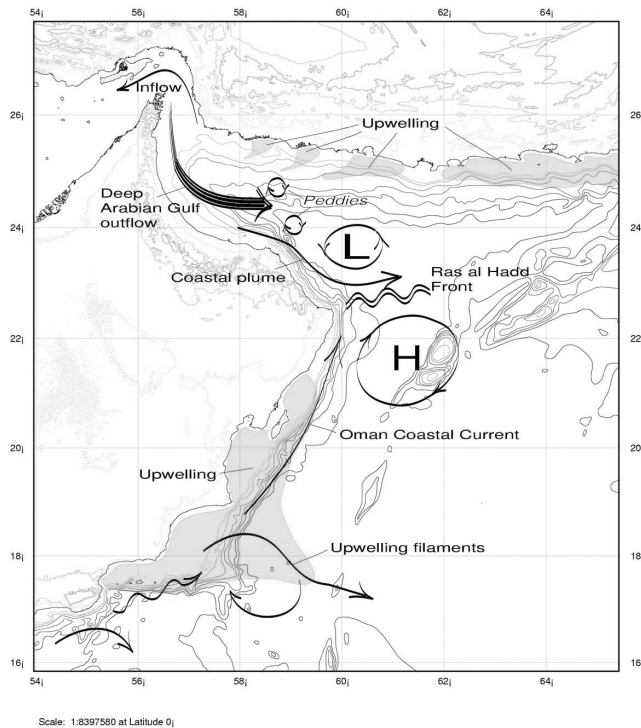 54¡ 56¡ 58¡ 60¡ 62¡ 64¡
26¡ 26¡
Inflow
Upwelling
Deep
Arabian Gulf
outflow
Peddies
24¡ 24¡
L
Coastal plume
Ras al Hadd
Front
22¡ 22¡
H
20¡ 20¡
Oman Coastal Current
Upwelling
Upwelling filaments
18¡ 18¡
16¡ 16¡
54¡ 56¡ 58¡ 60¡ 62¡ 64¡
Scale: 1:8397580 at Latitude 0¡